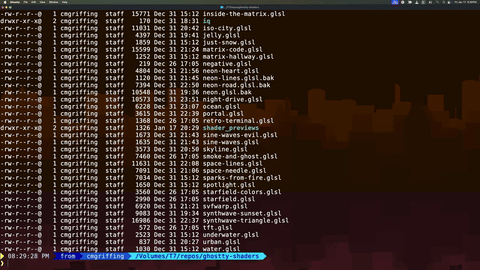 -rw-r--r--@ 1 cmgriffing staff 15771 Dec 31 15:12 inside-the-matrix.glsl
drwxr-xr-x@ 2 cmgriffing staff 170 Dec 31 18:31 iq
-rw-r--r--@ 1 cmgriffing staff 11031 Dec 31 20:42 iso-city.glsl
-rw-r--r--@ 1 cmgriffing staff 4397 Dec 31 19:41 jelly.glsl
-rw-r--r--@ 1 cmgriffing staff 1859 Dec 31 15:12 just-snow.glsl
-rw-r--r--@ 1 cmgriffing staff 15599 Dec 31 21:24 matrix-code.glsl
-rw-r--r--@ 1 cmgriffing staff 1252 Dec 31 15:12 matrix-hallway.glsl
-rw-r--r--@ 1 cmgriffing staff 219 Dec 26 17:05 negative.glsl
-rw-r--r--@ 1 cmgriffing staff 4804 Dec 31 21:56 neon-heart.glsl
-rw-r--r--@ 1 cmgriffing staff 1120 Dec 31 21:45 neon-lines.glsl.bak
-rw-r--r--@ 1 cmgriffing staff 7394 Dec 31 22:50 neon-road.glsl.bak
-rw-r--r--@ 1 cmgriffing staff 10548 Dec 31 19:36 neon.glsl.bak
-rw-r--r--@ 1 cmgriffing staff 10573 Dec 31 23:51 night-drive.glsl
-rw-r--r--@ 1 cmgriffing staff 6228 Dec 31 23:07 ocean.glsl
-rw-r--r--@ 1 cmgriffing staff 3615 Dec 31 22:39 portal.glsl
-rw-r--r--@ 1 cmgriffing staff 1368 Dec 26 17:05 retro-terminal.glsl
drwxr-xr-x@ 2 cmgriffing staff 1326 Jan 17 20:29 shader_previews
-rw-r--r--@ 1 cmgriffing staff 1673 Dec 31 21:43 sine-waves-evil.glsl
-rw-r--r--@ 1 cmgriffing staff 1635 Dec 31 21:43 sine-waves.glsl
-rw-r--r--@ 1 cmgriffing staff 3573 Dec 31 20:50 skyline.glsl
-rw-r--r--@ 1 cmgriffing staff 7460 Dec 26 17:05 smoke-and-ghost.glsl
-rw-r--r--@ 1 cmgriffing staff 11631 Dec 31 22:08 space-lines.glsl
-rw-r--r--@ 1 cmgriffing staff 7091 Dec 31 21:06 space-needle.glsl
-rw-r--r--@ 1 cmgriffing staff 7034 Dec 31 15:12 sparks-from-fire.glsl
-rw-r--r--@ 1 cmgriffing staff 1650 Dec 31 15:12 spotlight.glsl
-rw-r--r--@ 1 cmgriffing staff 3560 Dec 26 17:05 starfield-colors.glsl
-rw-r--r--@ 1 cmgriffing staff 2990 Dec 26 17:05 starfield.glsl
-rw-r--r--@ 1 cmgriffing staff 6250 Dec 31 21:21 svfwarp.glsl
-rw-r--r--@ 1 cmgriffing staff 9083 Dec 31 19:34 synthwave-sunset.glsl
-rw-r--r--@ 1 cmgriffing staff 16986 Dec 31 22:37 synthwave-triangle.glsl
-rw-r--r--@ 1 cmgriffing staff 572 Dec 26 17:05 tft.glsl
-rw-r--r--@ 1 cmgriffing staff 2523 Dec 31 15:12 underwater.glsl
-rw-r--r--@ 1 cmgriffing staff 837 Dec 31 20:27 urban.glsl
-rw-r--r--@ 1 cmgriffing staff 1030 Dec 26 17:05 water.glsl
08:29:28 PM from cmgriffing /Volumes/T7/repos/ghostty-shaders